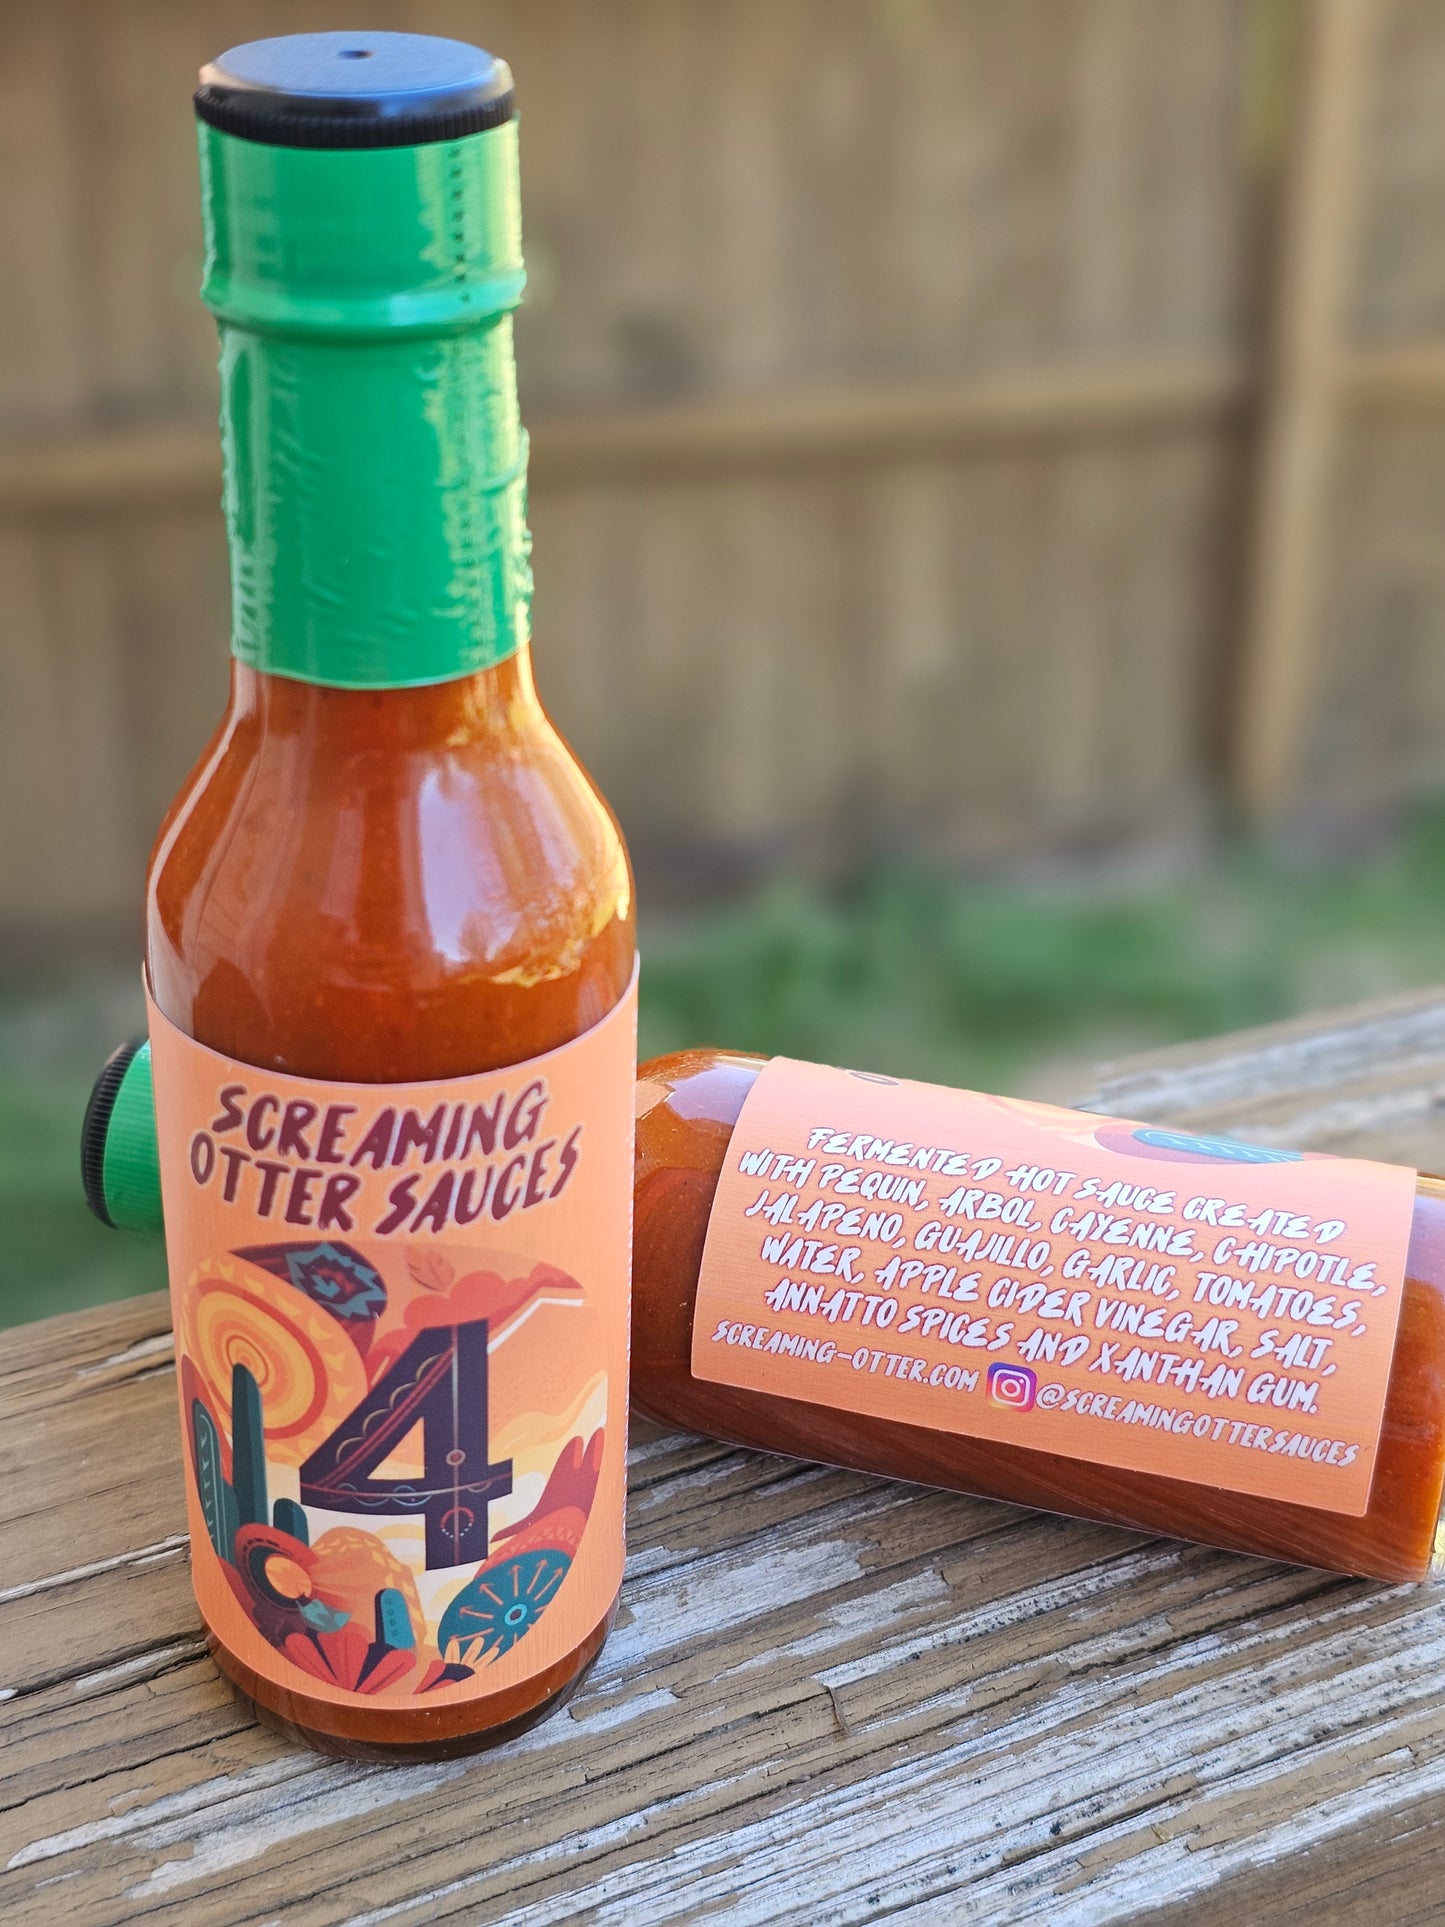 SCREAMING
OTTER SAUCES
4
FERMENTED HOT SAUCE CREATED
WITH PEQUIN, ARBOL, CAYENNE, CHIPOTLE,
JALAPENO, GUAJILLO, GARLIC, TOMATOES,
WATER, APPLE CIDER VINEGAR, SALT,
ANNATTO SPICES AND XANTHAN GUM.
SCREAMING-OTTER.COM @SCREAMINGOTTERSAUCES